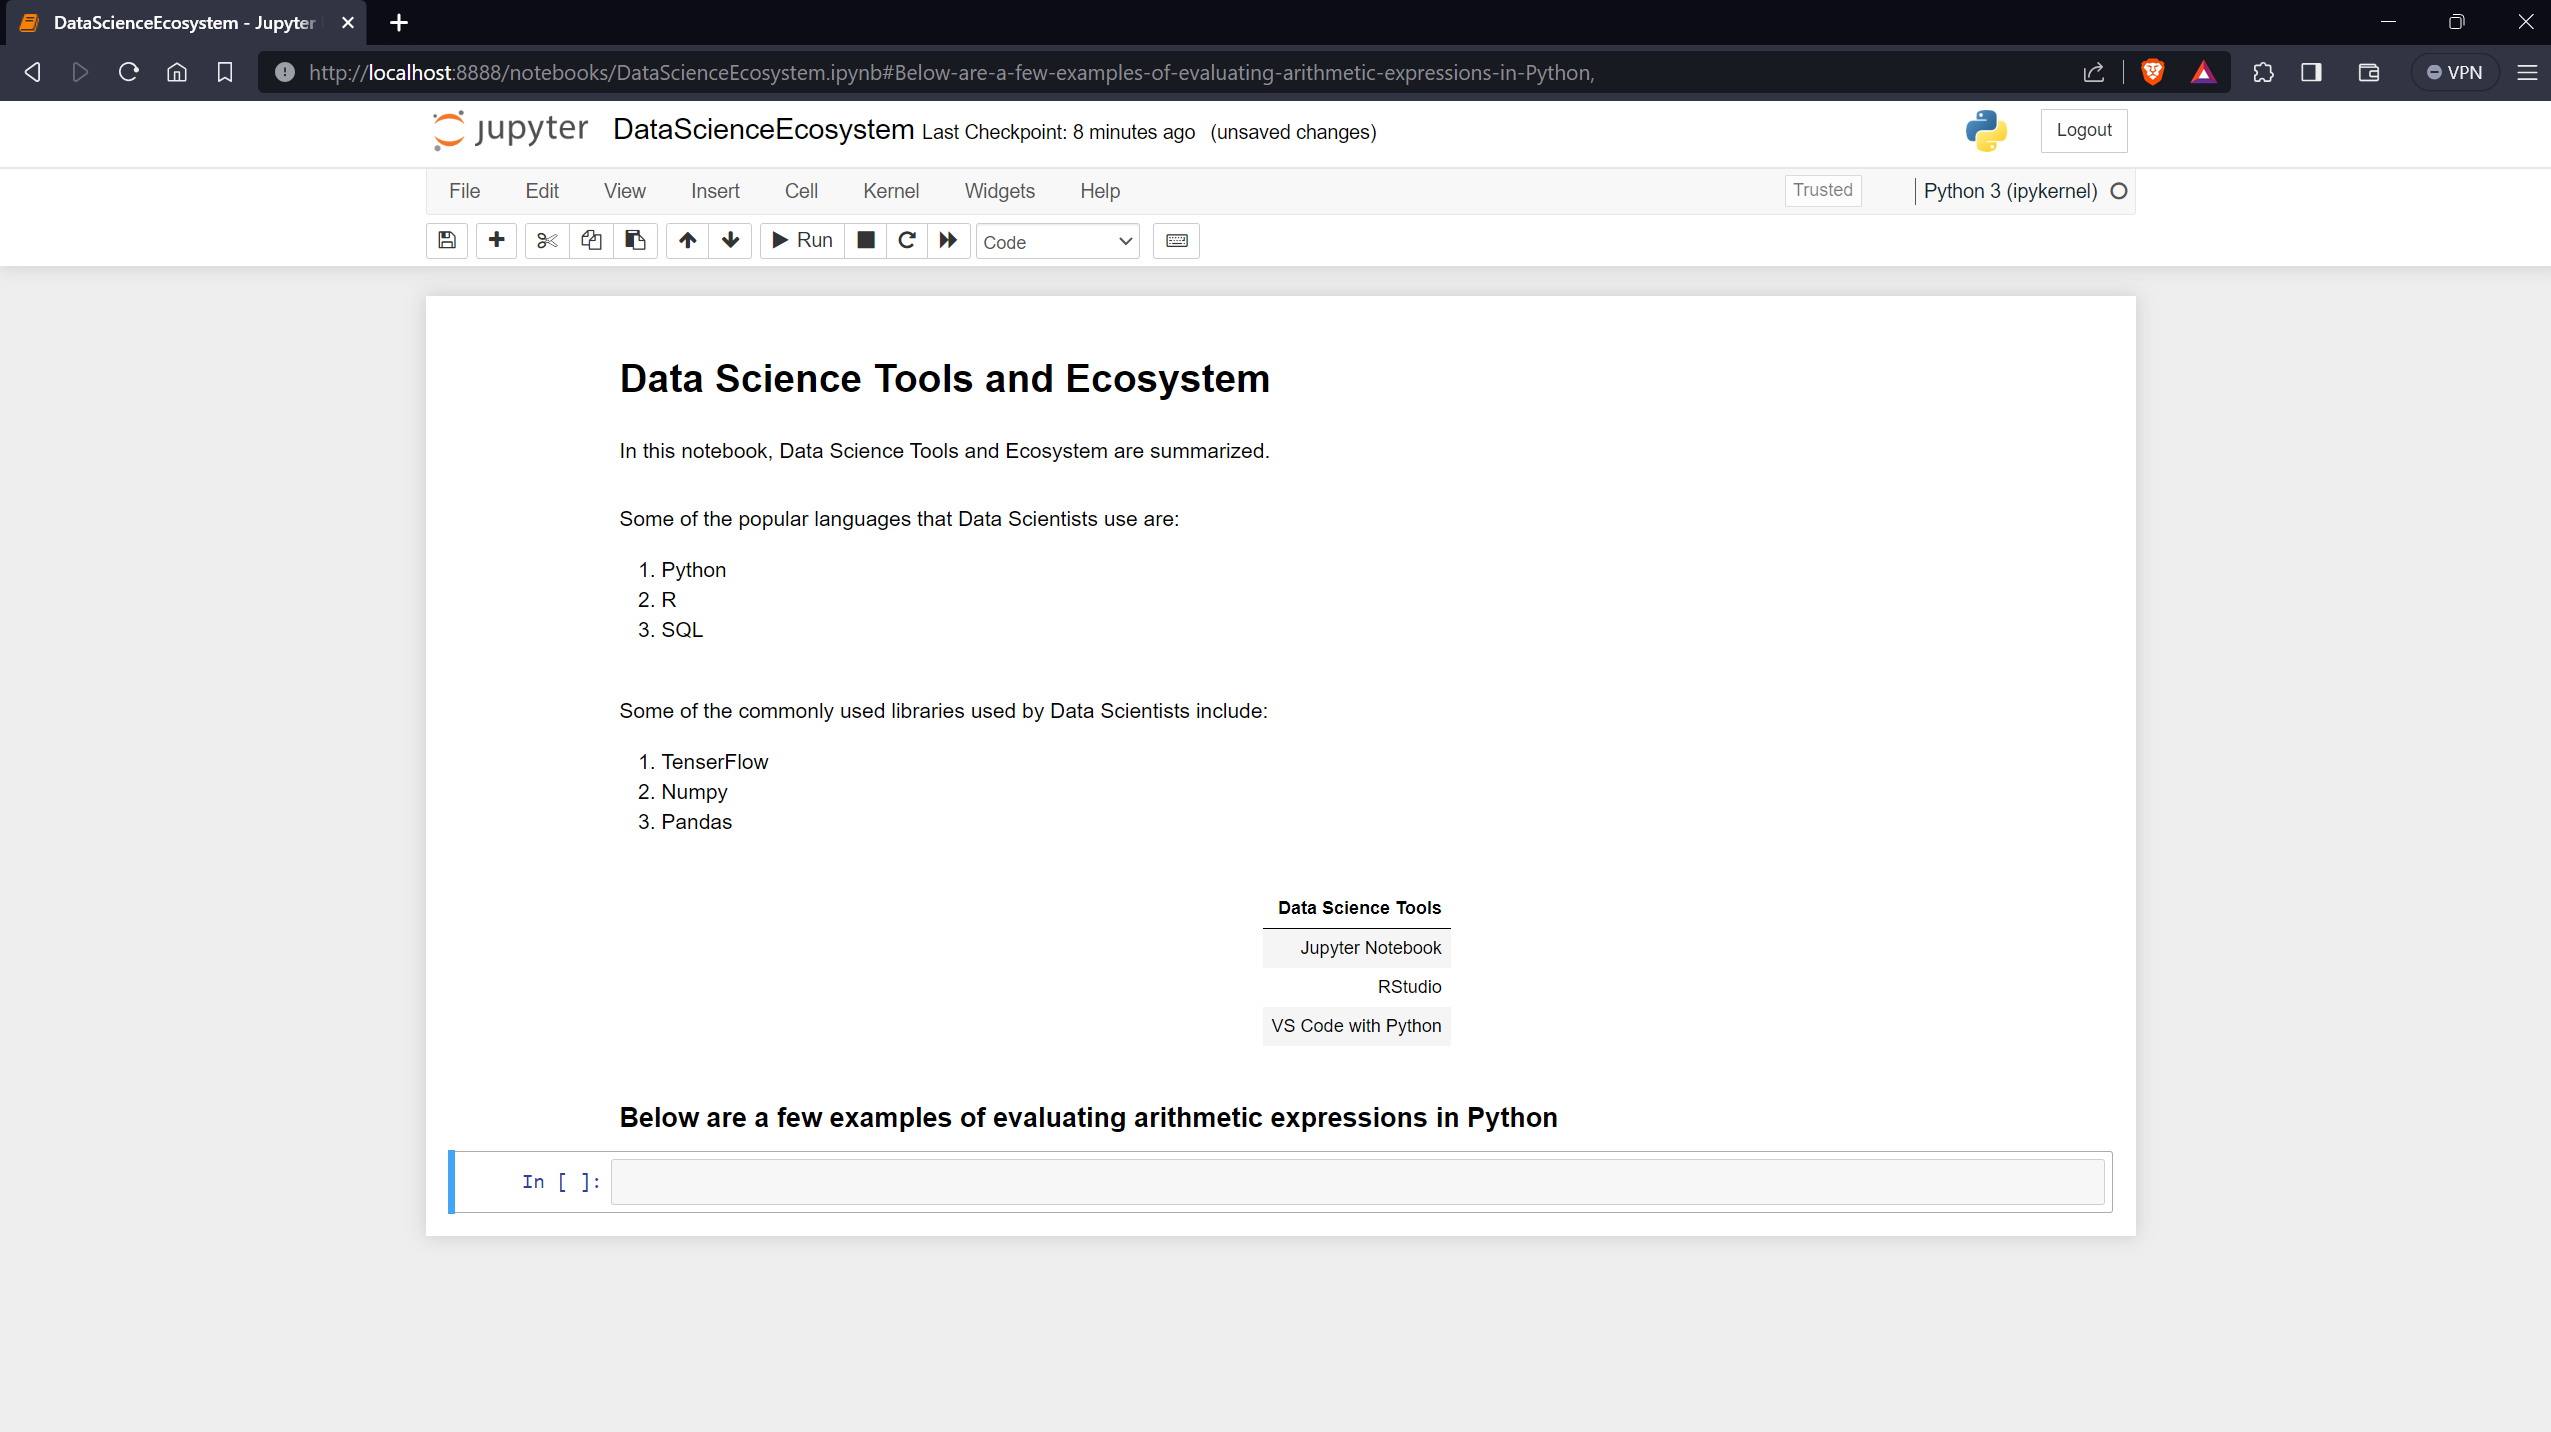 DataScienceEcosystem - Jupyter
http://localhost:8888/notebooks/DataScienceEcosystem.ipynb#Below-are-a-few-examples-of-evaluating-arithmetic-expressions-in-Python,
VPN
jupyter DataScienceEcosystem Last Checkpoint: 8 minutes ago (unsaved changes)
Logout
File Edit View Insert Cell Kernel Widgets Help
Trusted
Python 3 (ipykernel)
Run
Code
Data Science Tools and Ecosystem
In this notebook, Data Science Tools and Ecosystem are summarized.
Some of the popular languages that Data Scientists use are:
1. Python
2. R
3. SQL
Some of the commonly used libraries used by Data Scientists include:
1. TenserFlow
2. Numpy
3. Pandas
Data Science Tools
Jupyter Notebook
RStudio
VS Code with Python
Below are a few examples of evaluating arithmetic expressions in Python
In [ ]: